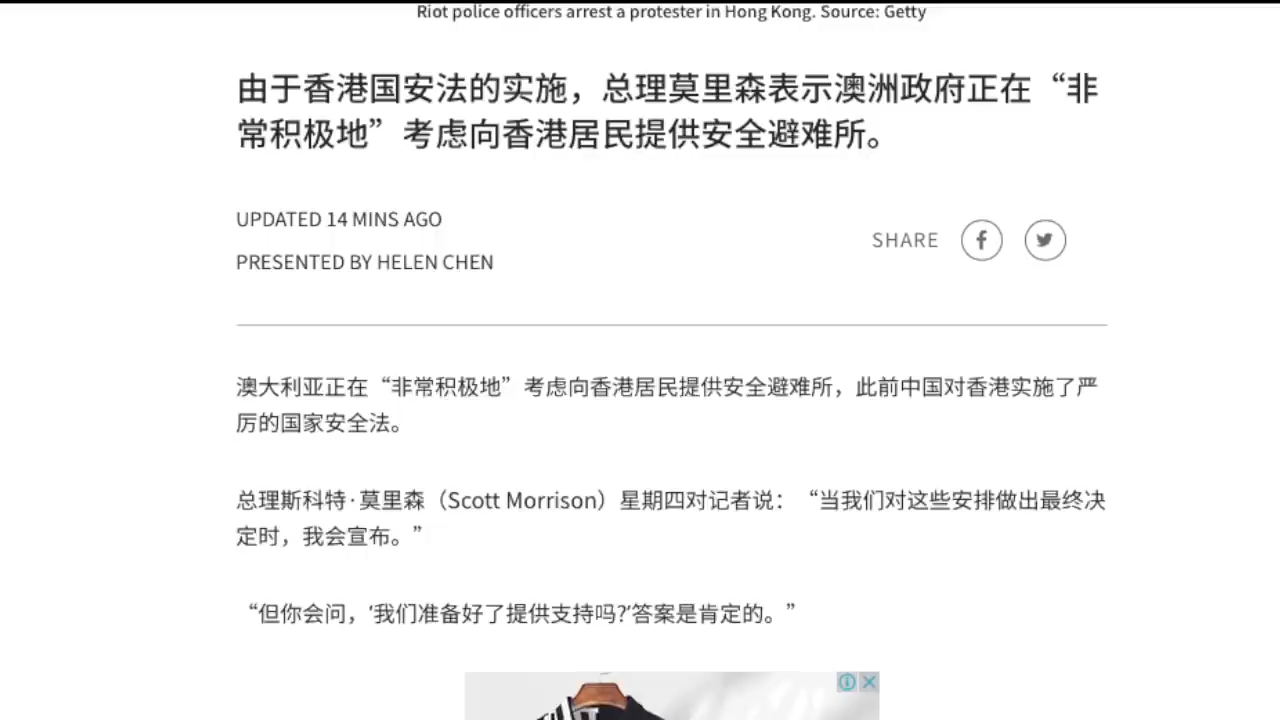 Riot police officers arrest a protester in Hong Kong. Source: Getty
由于香港国安法的实施，总理莫里森表示澳洲政府正在“非
常积极地”考虑向香港居民提供安全避难所。
UPDATED 14 MINS AGO
SHARE
PRESENTED BY HELEN CHEN
澳大利亚正在“非常积极地”考虑向香港居民提供安全避难所，此前中国对香港实施了严
厉的国家安全法。
总理斯科特·莫里森（Scott Morrison）星期四对记者说：“当我们对这些安排做出最终决
定时，我会宣布。”
“但你会问，‘我们准备好了提供支持吗?’答案是肯定的。”